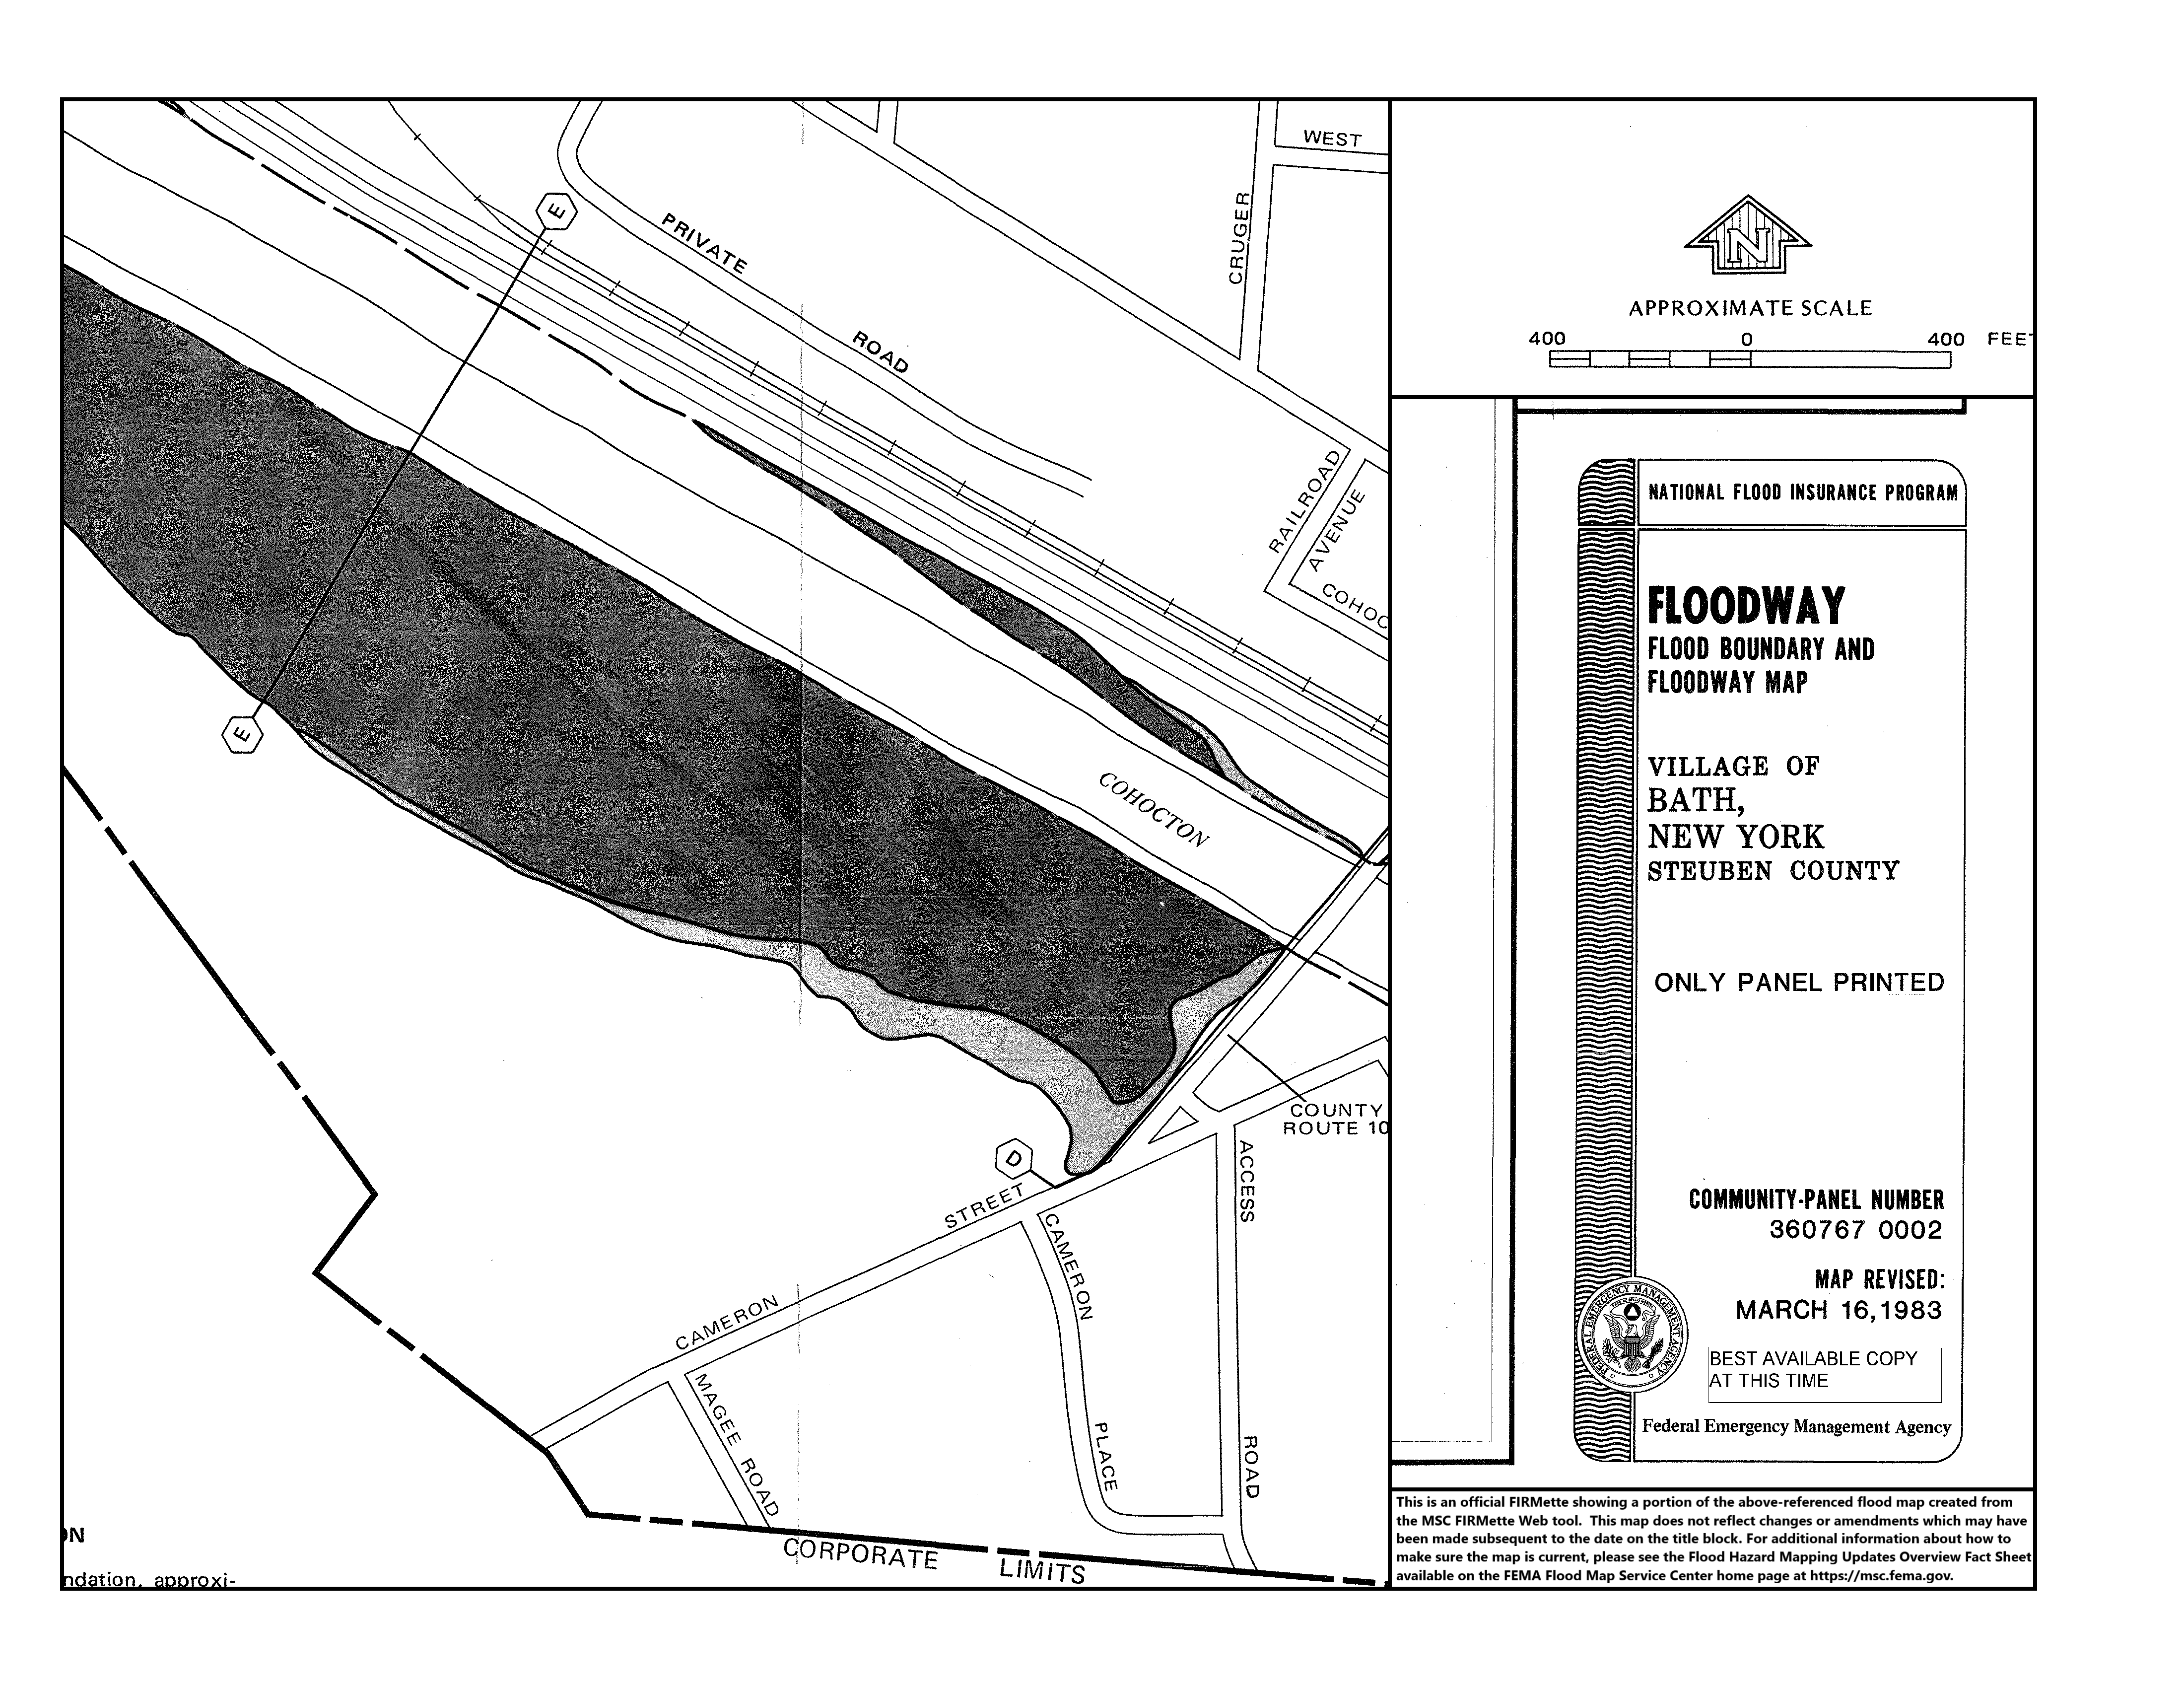 WEST
CRUGER
E
PRIVATE
ROAD
RAILROAD
AVENUE
COHOC
E
COHOCTON
COUNTY
ROUTE 10
D
STREET
CAMERON
CAMERON
PLACE
ACCESS
ROAD
MAGEE ROAD
CORPORATE LIMITS
ON
ndation, approxi-
N
APPROXIMATE SCALE
400 0 400 FEET
NATIONAL FLOOD INSURANCE PROGRAM
FLOODWAY
FLOOD BOUNDARY AND
FLOODWAY MAP
VILLAGE OF
BATH,
NEW YORK
STEUBEN COUNTY
ONLY PANEL PRINTED
COMMUNITY-PANEL NUMBER
360767 0002
MAP REVISED:
MARCH 16,1983
FEDERAL EMERGENCY MANAGEMENT AGENCY
BEST AVAILABLE COPY
AT THIS TIME
Federal Emergency Management Agency
This is an official FIRMette showing a portion of the above-referenced flood map created from
the MSC FIRMette Web tool. This map does not reflect changes or amendments which may have
been made subsequent to the date on the title block. For additional information about how to
make sure the map is current, please see the Flood Hazard Mapping Updates Overview Fact Sheet
available on the FEMA Flood Map Service Center home page at https://msc.fema.gov.